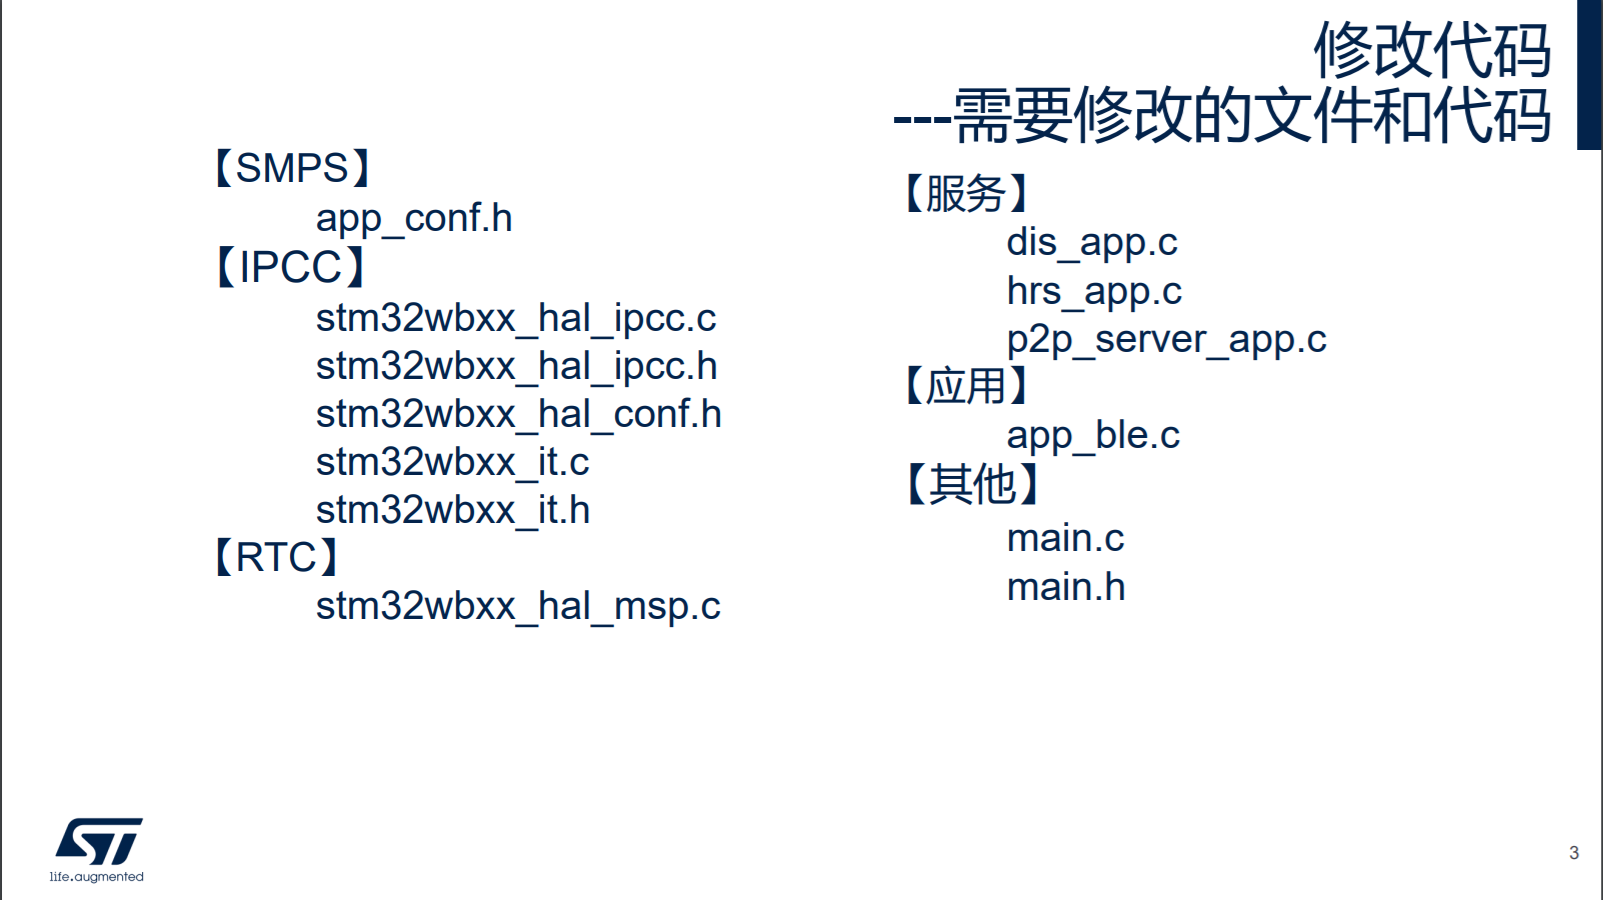 修改代码
---需要修改的文件和代码
【SMPS】
app_conf.h
【IPCC】
stm32wbxx_hal_ipcc.c
stm32wbxx_hal_ipcc.h
stm32wbxx_hal_conf.h
stm32wbxx_it.c
stm32wbxx_it.h
【RTC】
stm32wbxx_hal_msp.c
【服务】
dis_app.c
hrs_app.c
p2p_server_app.c
【应用】
app_ble.c
【其他】
main.c
main.h
ST
life.augmented
3